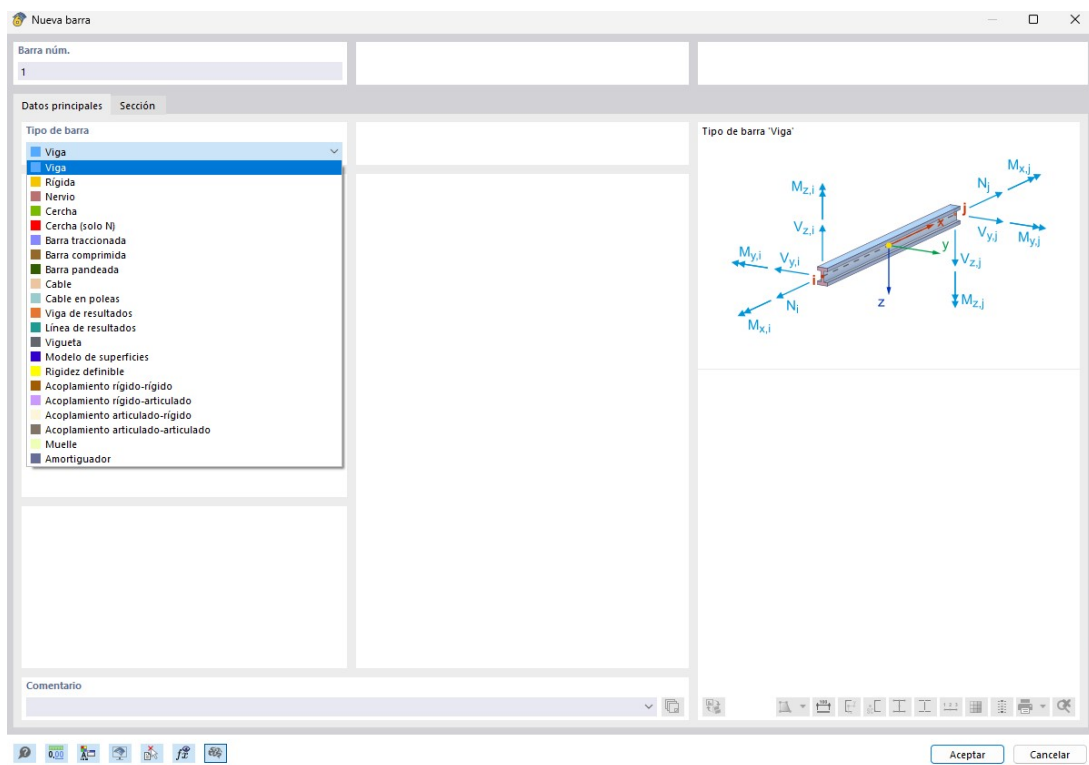 Nueva barra
Barra núm.
1
Datos principales
Sección
Tipo de barra
Viga
Viga
Rígida
Nervio
Cercha
Cercha (solo N)
Barra traccionada
Barra comprimida
Barra pandeada
Cable
Cable en poleas
Viga de resultados
Línea de resultados
Vigueta
Modelo de superficies
Rigidez definible
Acoplamiento rígido-rígido
Acoplamiento rígido-articulado
Acoplamiento articulado-rígido
Acoplamiento articulado-articulado
Muelle
Amortiguador
Tipo de barra 'Viga'
Mx,j
Nj
Mz,i
j
Vz,i
x
Vy,j
My,j
My,i
Vy,i
y
Vz,j
i
z
Mz,j
Ni
Mx,i
Comentario
0,00
Aceptar
Cancelar